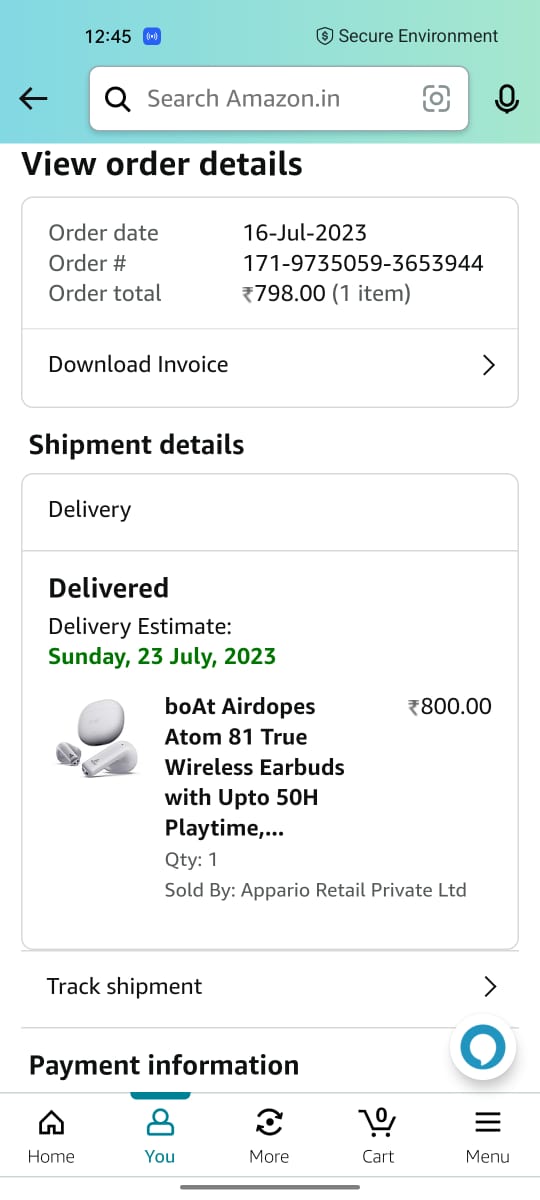 12:45
Secure Environment
Search Amazon.in
View order details
Order date 16-Jul-2023
Order # 171-9735059-3653944
Order total ₹798.00 (1 item)
Download Invoice
Shipment details
Delivery
Delivered
Delivery Estimate:
Sunday, 23 July, 2023
boAt Airdopes ₹800.00
Atom 81 True
Wireless Earbuds
with Upto 50H
Playtime,...
Qty: 1
Sold By: Appario Retail Private Ltd
Track shipment
Payment information
0
Home You More Cart Menu